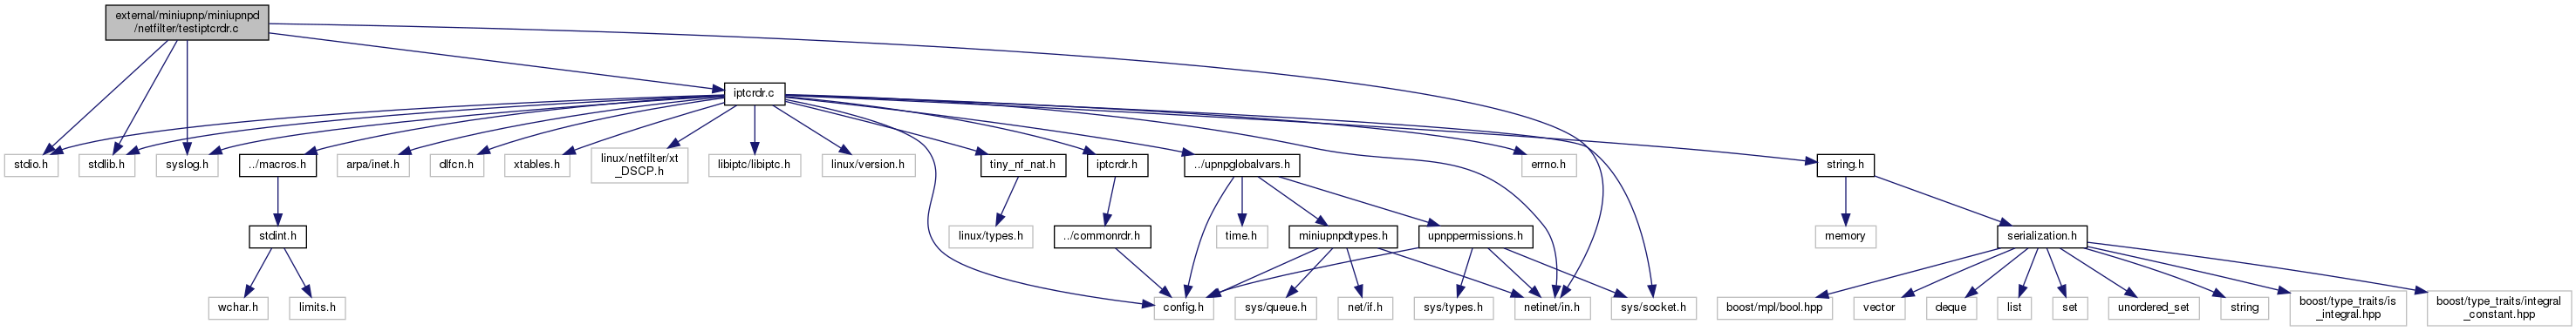 external/miniupnp/miniupnpd
/netfilter/testiptcrdr.c
iptcrdr.c
stdio.h
stdlib.h
syslog.h
../macros.h
arpa/inet.h
dlfcn.h
xtables.h
linux/netfilter/xt
_DSCP.h
libiptc/libiptc.h
linux/version.h
tiny_nf_nat.h
iptcrdr.h
../upnpglobalvars.h
errno.h
string.h
stdint.h
linux/types.h
../commonrdr.h
time.h
miniupnpdtypes.h
upnppermissions.h
memory
serialization.h
wchar.h
limits.h
config.h
sys/queue.h
net/if.h
sys/types.h
netinet/in.h
sys/socket.h
boost/mpl/bool.hpp
vector
deque
list
set
unordered_set
string
boost/type_traits/is
_integral.hpp
boost/type_traits/integral
_constant.hpp